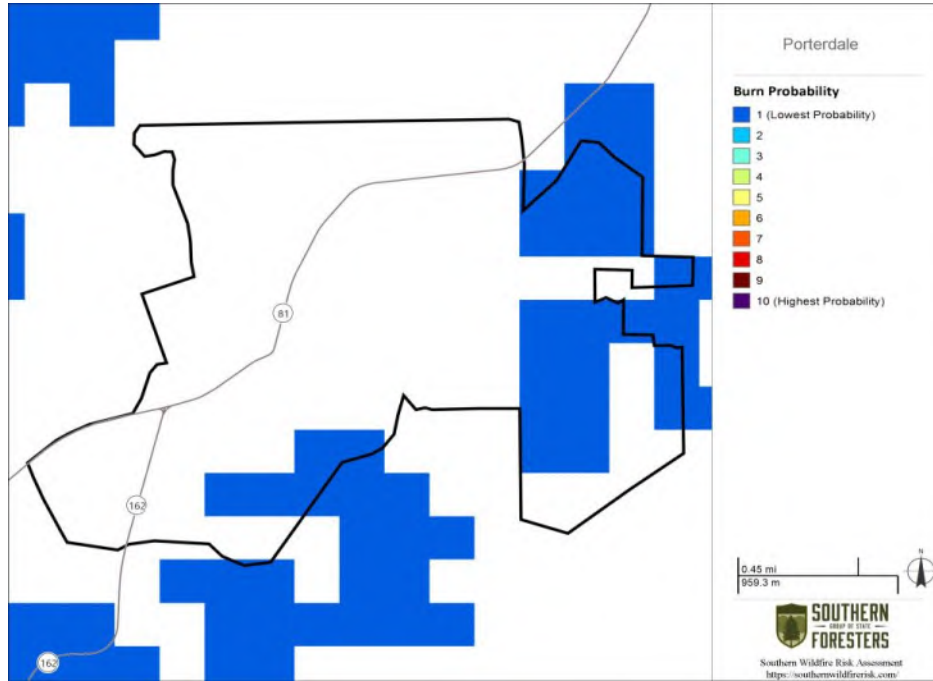 Porterdale
Burn Probability
1 (Lowest Probability)
2
3
4
5
6
7
8
9
10 (Highest Probability)
81
162
162
0.45 mi
959.3 m
N
SOUTHERN
GROUP OF STATE
FORESTERS
Southern Wildfire Risk Assessment
https://southernwildfirerisk.com/